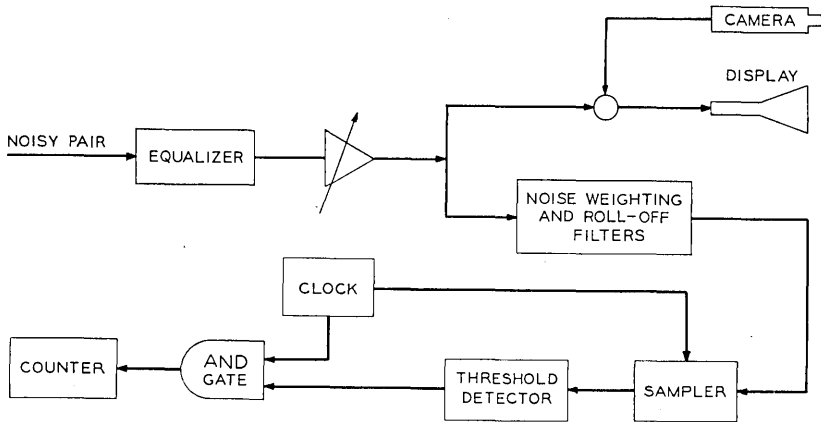 CAMERA
DISPLAY
NOISY PAIR
EQUALIZER
NOISE WEIGHTING
AND ROLL-OFF
FILTERS
CLOCK
COUNTER
AND
GATE
THRESHOLD
DETECTOR
SAMPLER